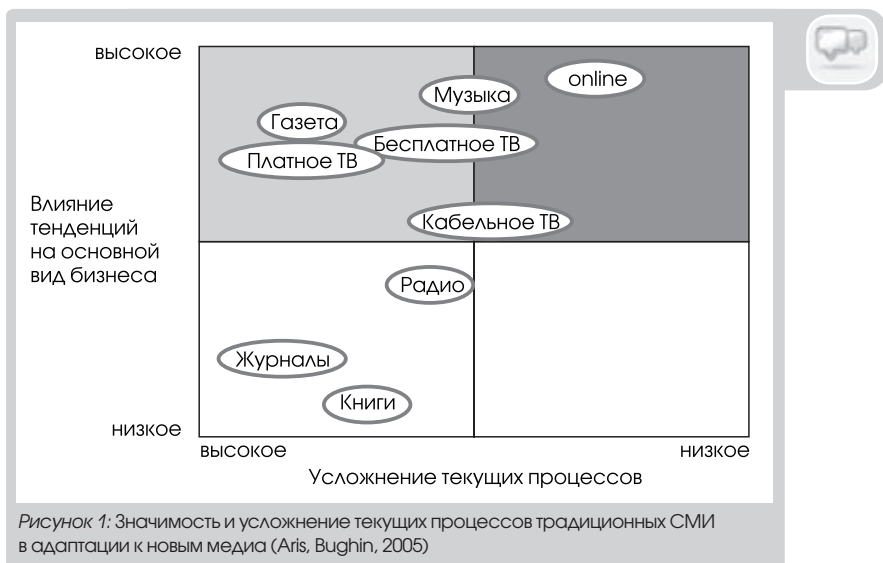 высокое
online
Музыка
Газета
Бесплатное ТВ
Платное ТВ
Влияние
тенденций
на основной
вид бизнеса
Кабельное ТВ
Радио
Журналы
Книги
низкое
высокое
низкое
Усложнение текущих процессов
Рисунок 1: Значимость и усложнение текущих процессов традиционных СМИ
в адаптации к новым медиа (Aris, Bughin, 2005)